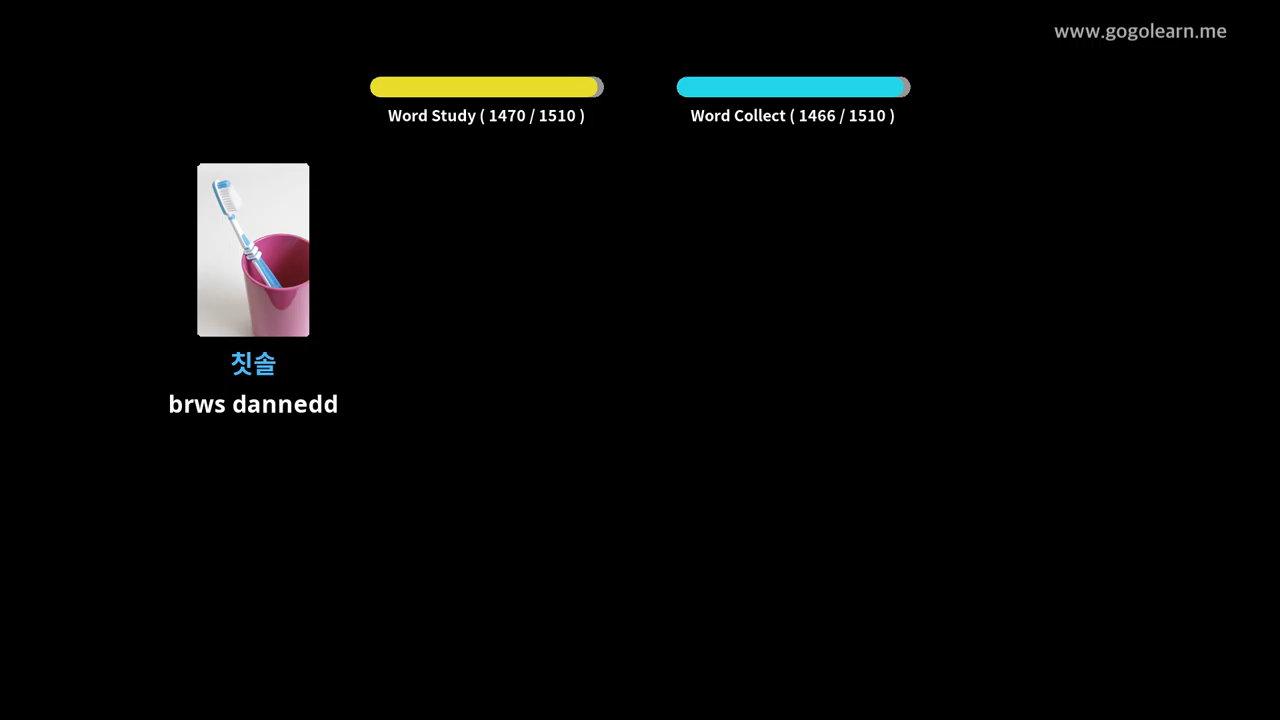 www.gogolearn.me
Word Study ( 1470 / 1510 )
Word Collect ( 1466 / 1510 )
칫솔
brws dannedd